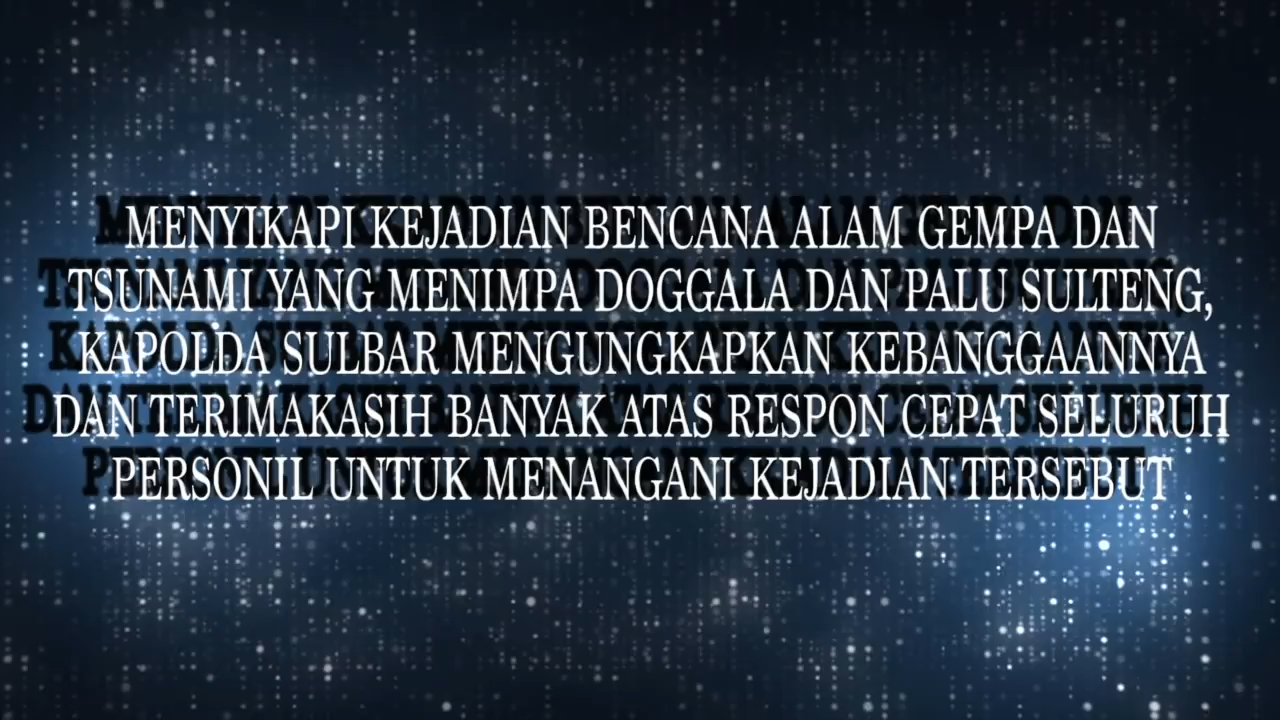 MENYIKAPI KEJADIAN BENCANA ALAM GEMPA DAN
TSUNAMI YANG MENIMPA DOGGALA DAN PALU SULTENG,
KAPOLDA SULBAR MENGUNGKAPKAN KEBANGGAANNYA
DAN TERIMAKASIH BANYAK ATAS RESPON CEPAT SELURUH
PERSONIL UNTUK MENANGANI KEJADIAN TERSEBUT